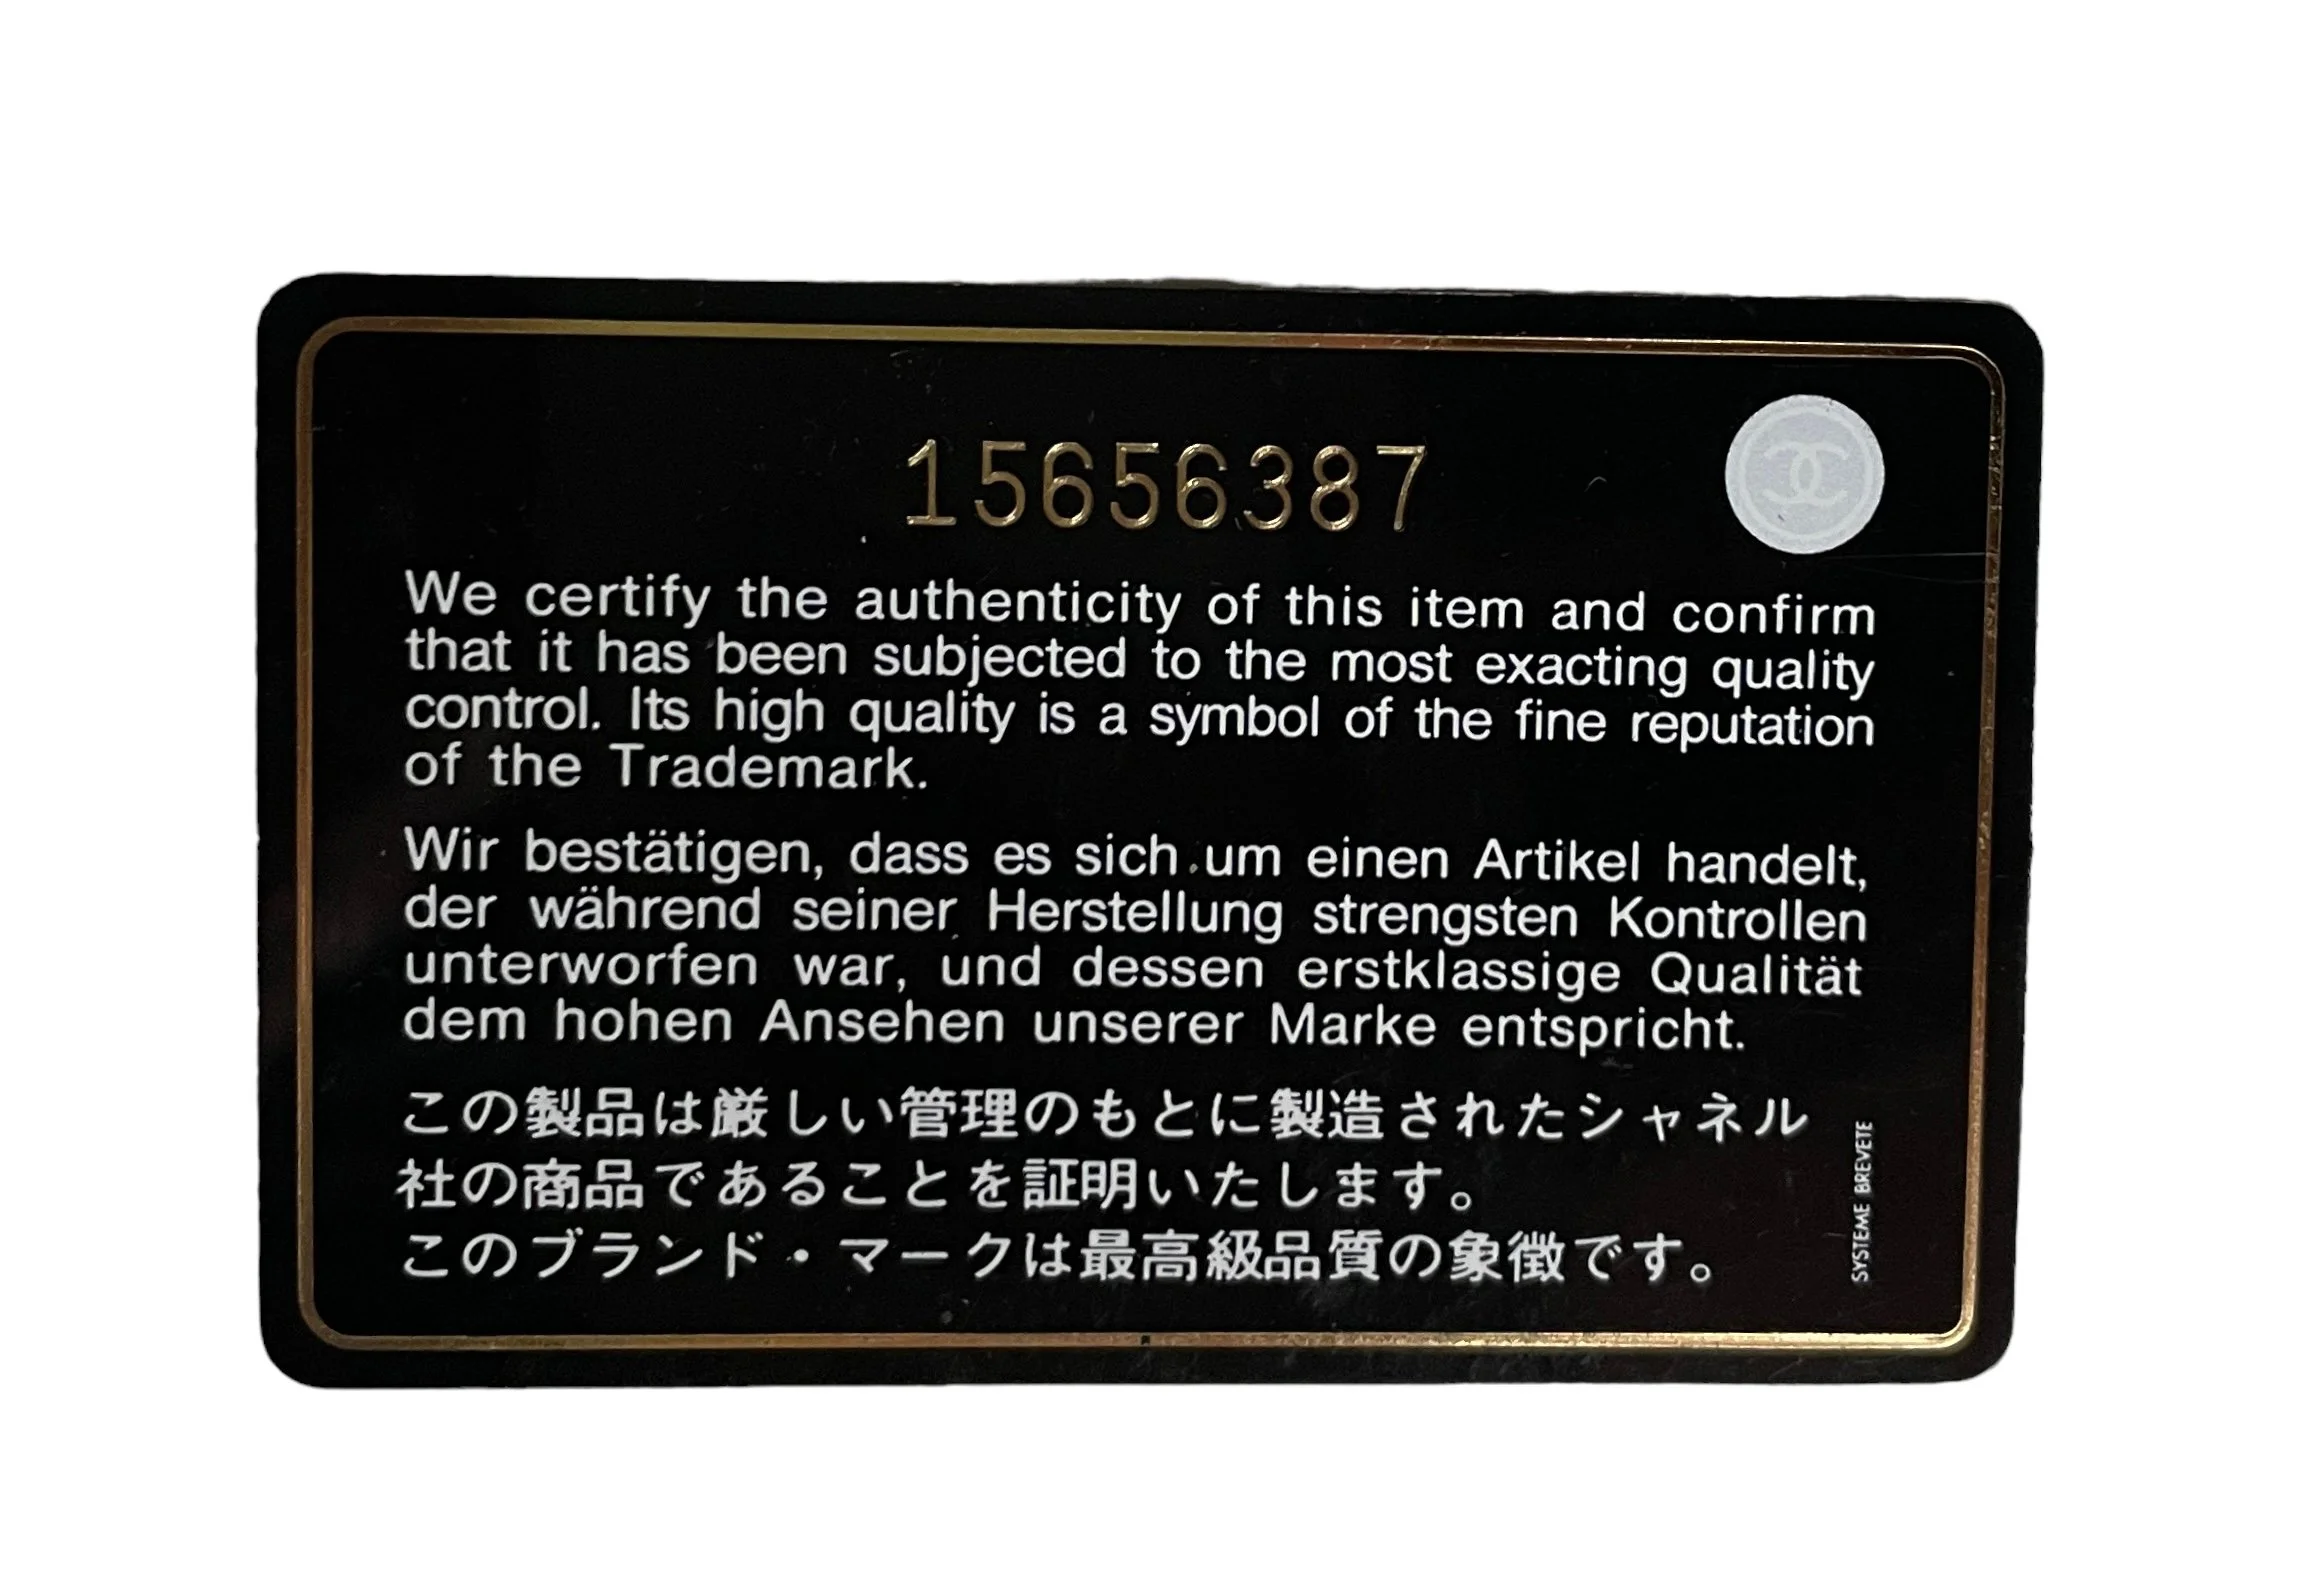 15656387
We certify the authenticity of this item and confirm
that it has been subjected to the most exacting quality
control. Its high quality is a symbol of the fine reputation
of the Trademark.
Wir bestätigen, dass es sich um einen Artikel handelt,
der während seiner Herstellung strengsten Kontrollen
unterworfen war, und dessen erstklassige Qualität
dem hohen Ansehen unserer Marke entspricht.
この製品は厳しい管理のもとに製造されたシャネル
社の商品であることを証明いたします。
このブランド・マークは最高級品質の象徴です。
SYSTEME BREVETE